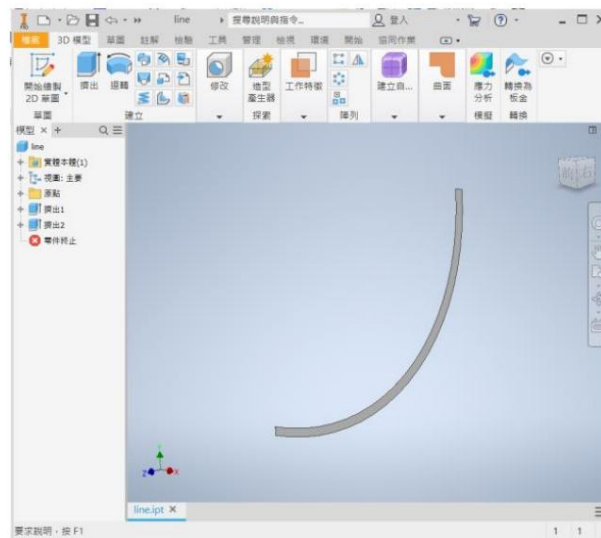 line
搜尋說明與指令...
登入
檔案 3D 模型 草圖 註解 檢驗 工具 管理 檢視 環境 開始 協同作業
開始繪製
2D 草圖
擠出
迴轉
修改
造型
產生器
工作特徵
建立自...
曲面
應力
分析
轉換為
板金
草圖 建立 探索 陣列 模擬 轉換
模型
line
實體本體(1)
視圖: 主要
原點
擠出1
擠出2
零件終止
前
右
Y
Z
X
line.ipt
要求說明,按 F1
1 1